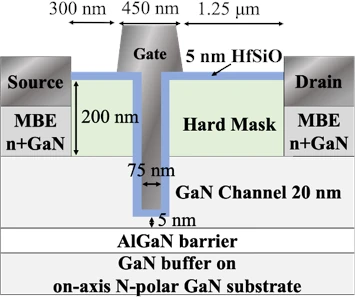 300 nm 450 nm 1.25 μm
Gate
5 nm HfSiO
Source
Drain
MBE
n+GaN
200 nm
Hard Mask
MBE
n+GaN
75 nm
GaN Channel 20 nm
5 nm
AlGaN barrier
GaN buffer on
on-axis N-polar GaN substrate